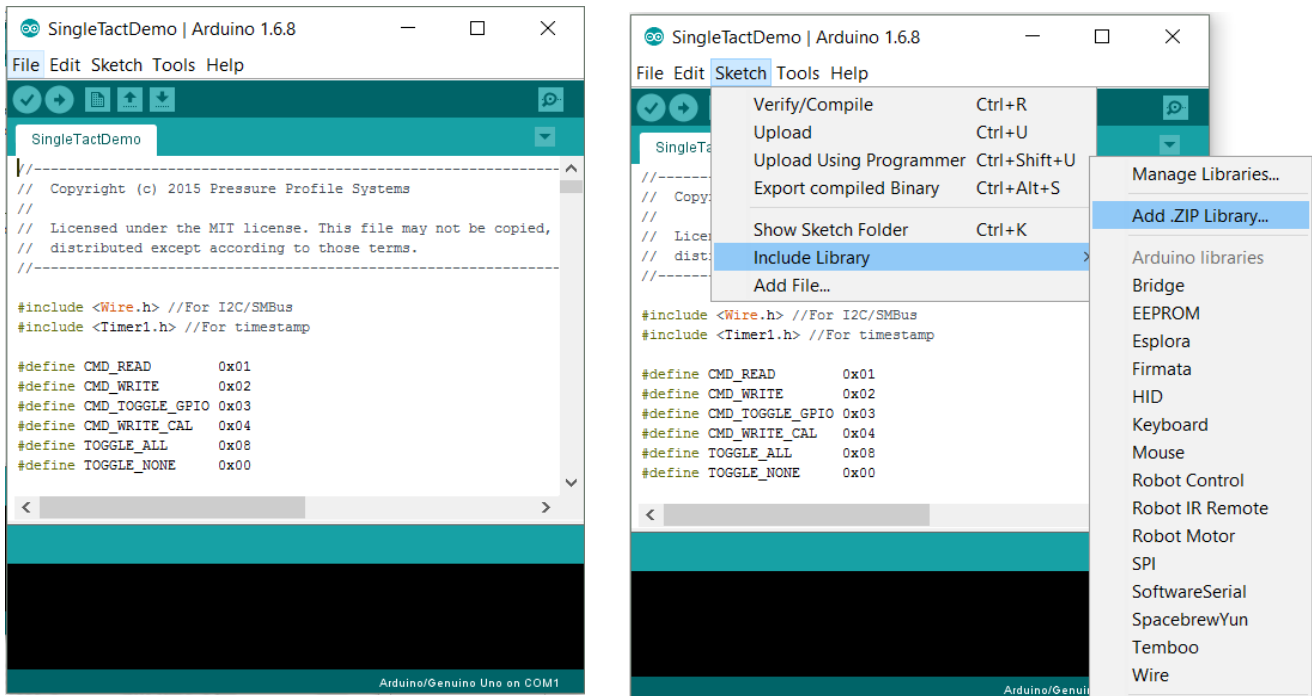 SingleTactDemo | Arduino 1.6.8
File Edit Sketch Tools Help
SingleTactDemo
//--------------------------------------------------------------------
//  Copyright (c) 2015 Pressure Profile Systems
//
//  Licensed under the MIT license. This file may not be copied,
//  distributed except according to those terms.
//--------------------------------------------------------------------
#include <Wire.h> //For I2C/SMBus
#include <Timer1.h> //For timestamp
#define CMD_READ        0x01
#define CMD_WRITE       0x02
#define CMD_TOGGLE_GPIO 0x03
#define CMD_WRITE_CAL   0x04
#define TOGGLE_ALL      0x08
#define TOGGLE_NONE     0x00
Arduino/Genuino Uno on COM1
SingleTactDemo | Arduino 1.6.8
File Edit Sketch Tools Help
SingleTa
//------
//  Copy
//
//  Lice
//  dist
//------
Verify/Compile Ctrl+R
Upload Ctrl+U
Upload Using Programmer Ctrl+Shift+U
Export compiled Binary Ctrl+Alt+S
Show Sketch Folder Ctrl+K
Include Library
Add File...
#include <Wire.h> //For I2C/SMBus
#include <Timer1.h> //For timestamp
#define CMD_READ        0x01
#define CMD_WRITE       0x02
#define CMD_TOGGLE_GPIO 0x03
#define CMD_WRITE_CAL   0x04
#define TOGGLE_ALL      0x08
#define TOGGLE_NONE     0x00
Arduino/Genui
Manage Libraries...
Add .ZIP Library...
Arduino libraries
Bridge
EEPROM
Esplora
Firmata
HID
Keyboard
Mouse
Robot Control
Robot IR Remote
Robot Motor
SPI
SoftwareSerial
SpacebrewYun
Temboo
Wire